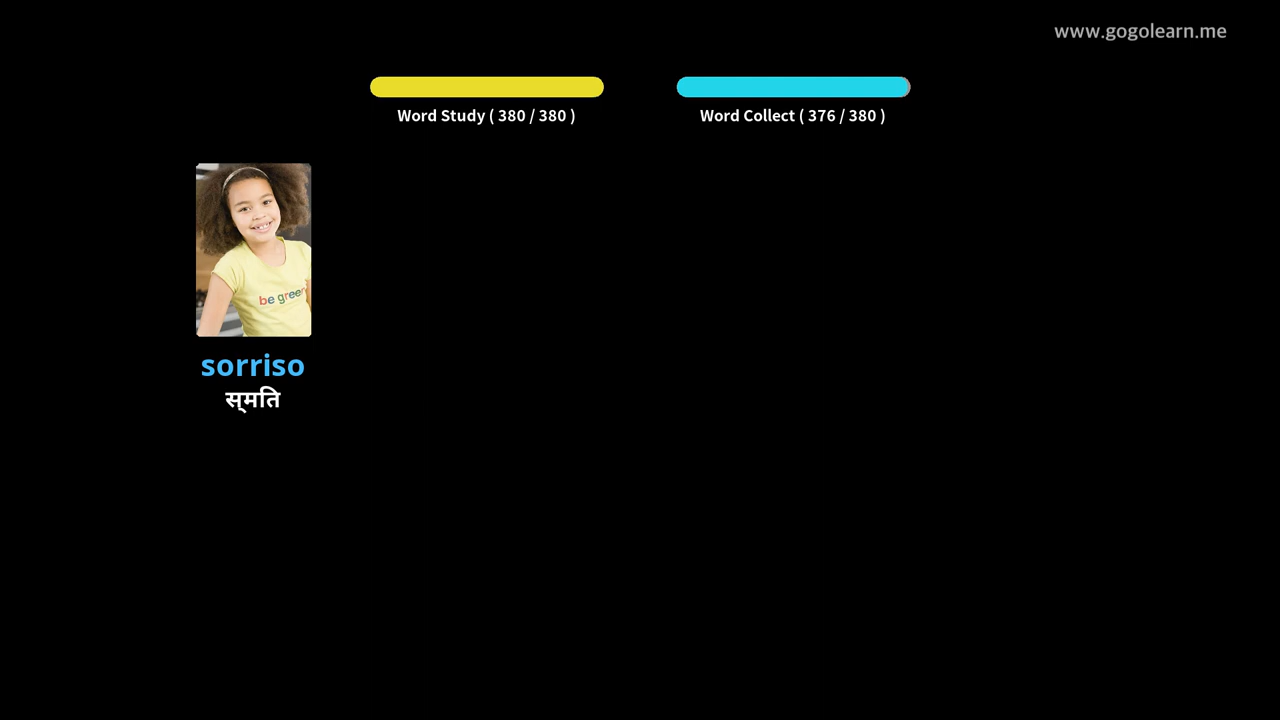 www.gogolearn.me
Word Study ( 380 / 380 )
Word Collect ( 376 / 380 )
be green
sorriso
स्मति